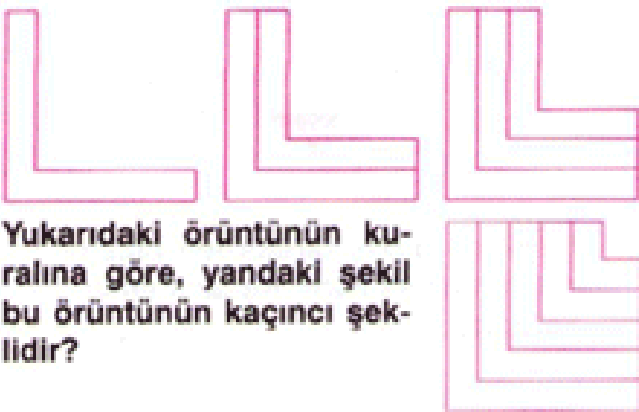 Yukarıdaki örüntünün ku-
ralına göre, yandaki şekil
bu örüntünün kaçıncı şek-
lidir?